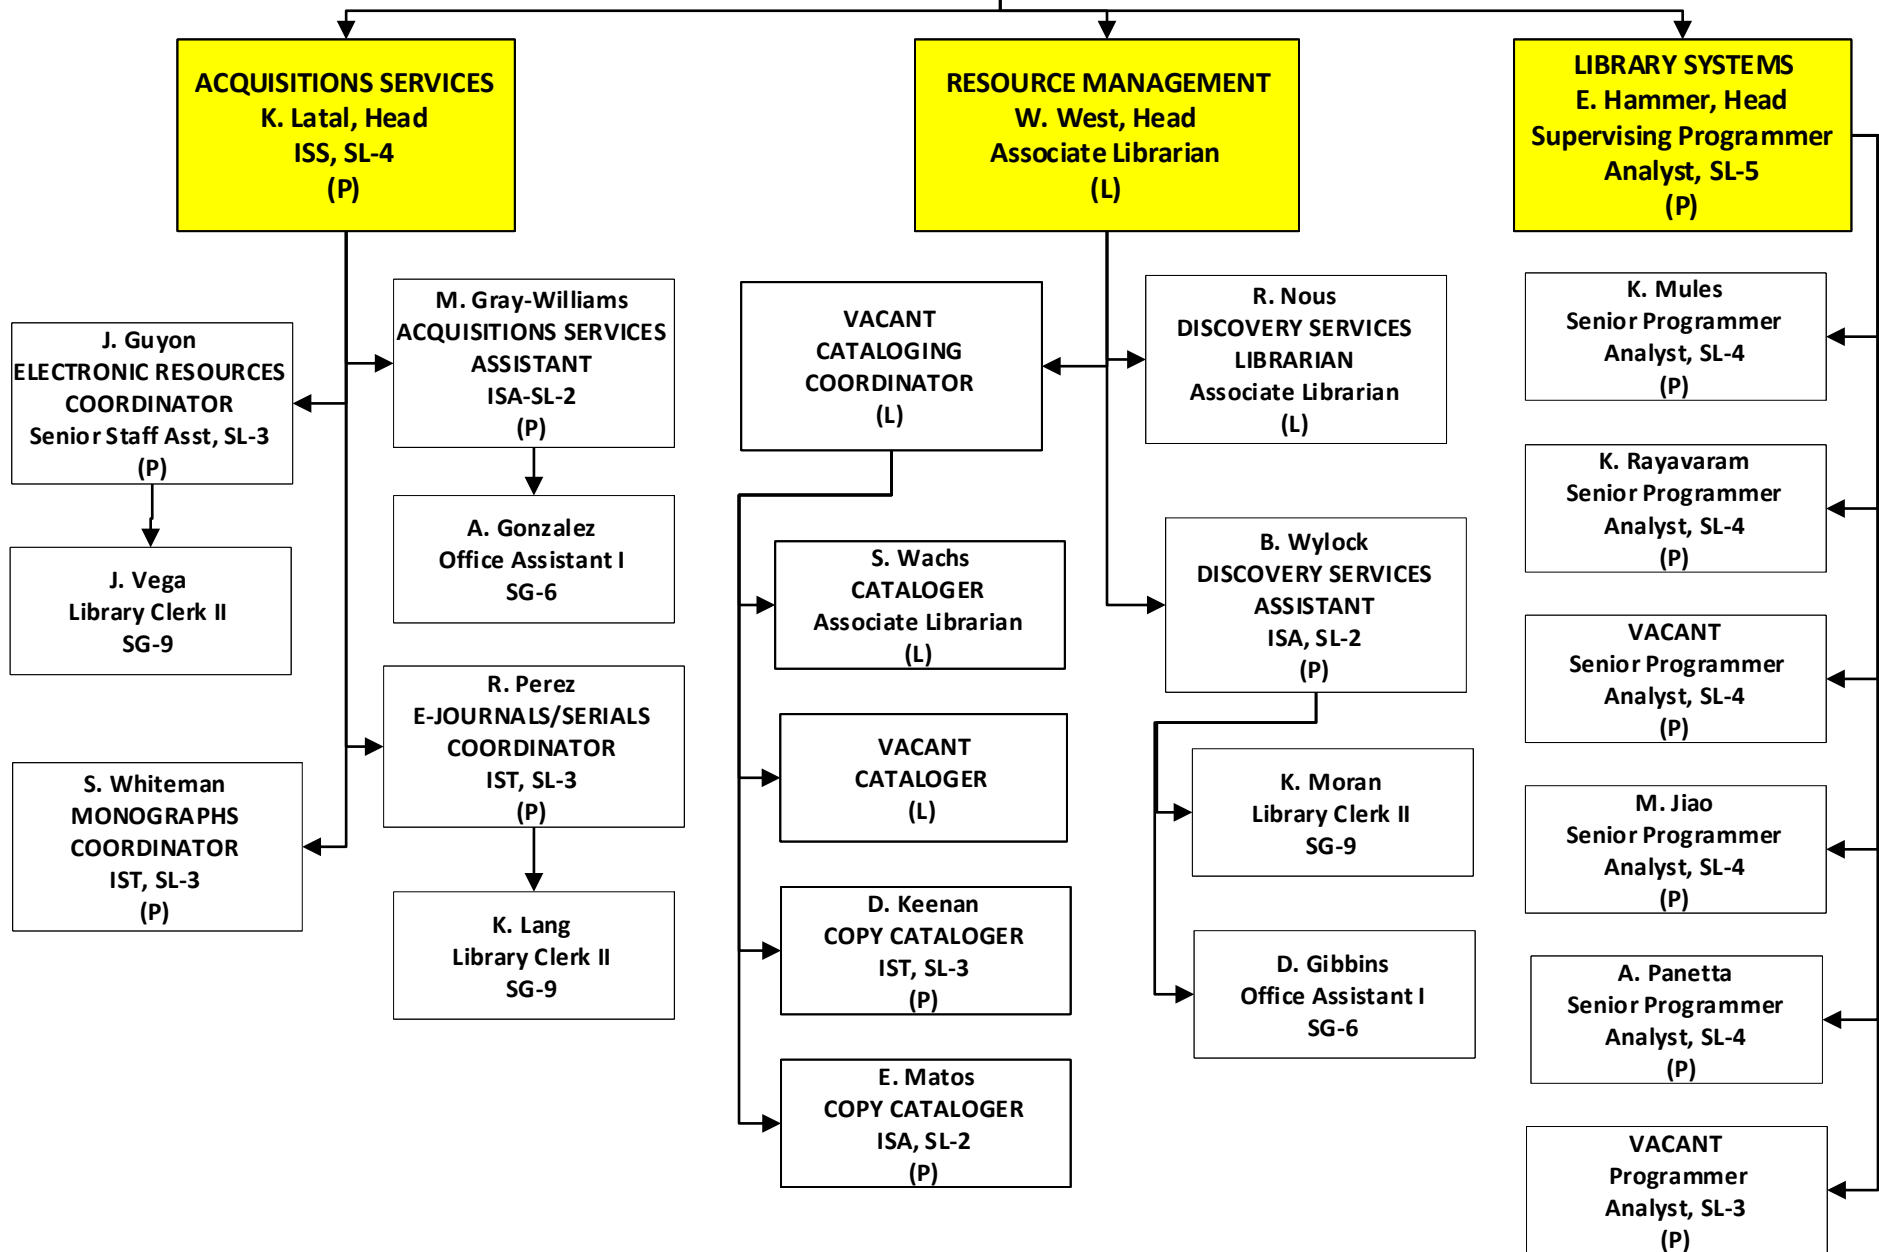 ACQUISITIONS SERVICES
K. Latal, Head
ISS, SL-4
(P)
J. Guyon
ELECTRONIC RESOURCES
COORDINATOR
Senior Staff Asst, SL-3
(P)
J. Vega
Library Clerk II
SG-9
M. Gray-Williams
ACQUISITIONS SERVICES
ASSISTANT
ISA-SL-2
(P)
A. Gonzalez
Office Assistant I
SG-6
R. Perez
E-JOURNALS/SERIALS
COORDINATOR
IST, SL-3
(P)
K. Lang
Library Clerk II
SG-9
S. Whiteman
MONOGRAPHS
COORDINATOR
IST, SL-3
(P)
RESOURCE MANAGEMENT
W. West, Head
Associate Librarian
(L)
VACANT
CATALOGING
COORDINATOR
(L)
S. Wachs
CATALOGER
Associate Librarian
(L)
VACANT
CATALOGER
(L)
D. Keenan
COPY CATALOGER
IST, SL-3
(P)
E. Matos
COPY CATALOGER
ISA, SL-2
(P)
R. Nous
DISCOVERY SERVICES
LIBRARIAN
Associate Librarian
(L)
B. Wylock
DISCOVERY SERVICES
ASSISTANT
ISA, SL-2
(P)
K. Moran
Library Clerk II
SG-9
D. Gibbins
Office Assistant I
SG-6
LIBRARY SYSTEMS
E. Hammer, Head
Supervising Programmer
Analyst, SL-5
(P)
K. Mules
Senior Programmer
Analyst, SL-4
(P)
K. Rayavaram
Senior Programmer
Analyst, SL-4
(P)
VACANT
Senior Programmer
Analyst, SL-4
(P)
M. Jiao
Senior Programmer
Analyst, SL-4
(P)
A. Panetta
Senior Programmer
Analyst, SL-4
(P)
VACANT
Programmer
Analyst, SL-3
(P)